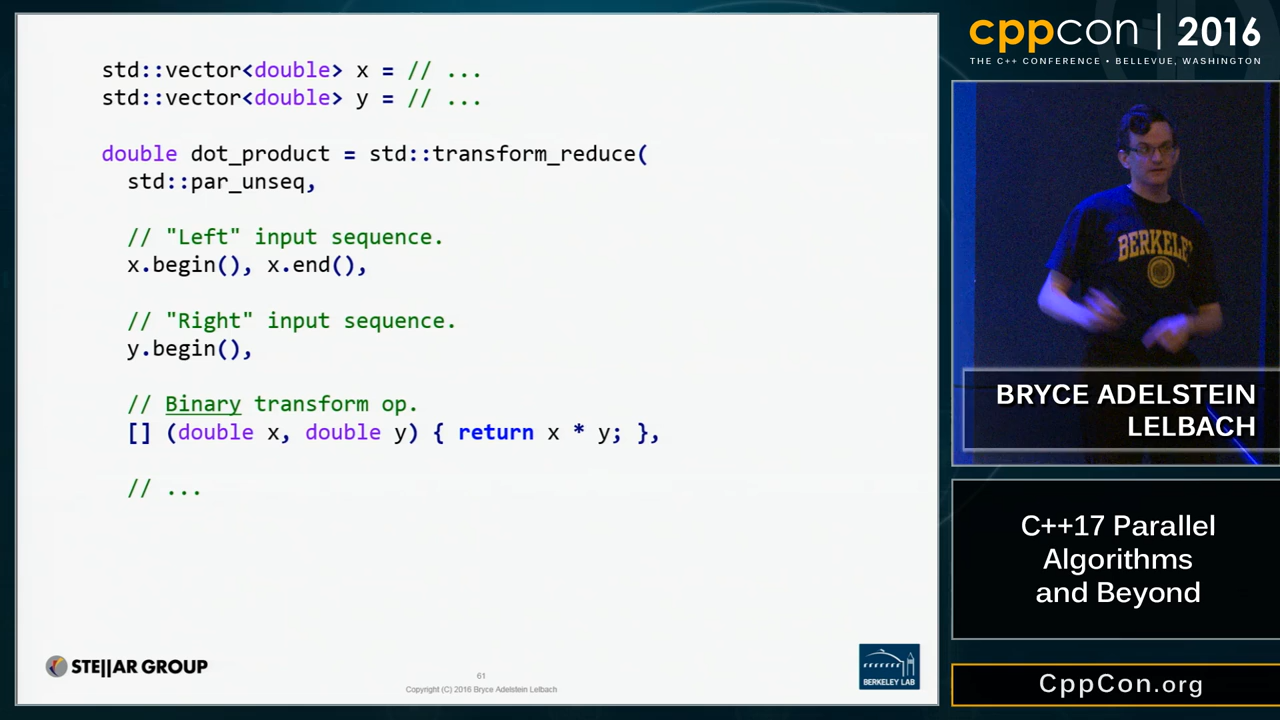 std::vector<double> x = // ...
std::vector<double> y = // ...
double dot_product = std::transform_reduce(
std::par_unseq,
// "Left" input sequence.
x.begin(), x.end(),
// "Right" input sequence.
y.begin(),
// Binary transform op.
[] (double x, double y) { return x * y; },
// ...
STE||AR GROUP
61
Copyright (C) 2016 Bryce Adelstein Lelbach
BERKELEY LAB
cppcon | 2016
THE C++ CONFERENCE • BELLEVUE, WASHINGTON
BERKELEY
BRYCE ADELSTEIN
LELBACH
C++17 Parallel
Algorithms
and Beyond
CppCon.org